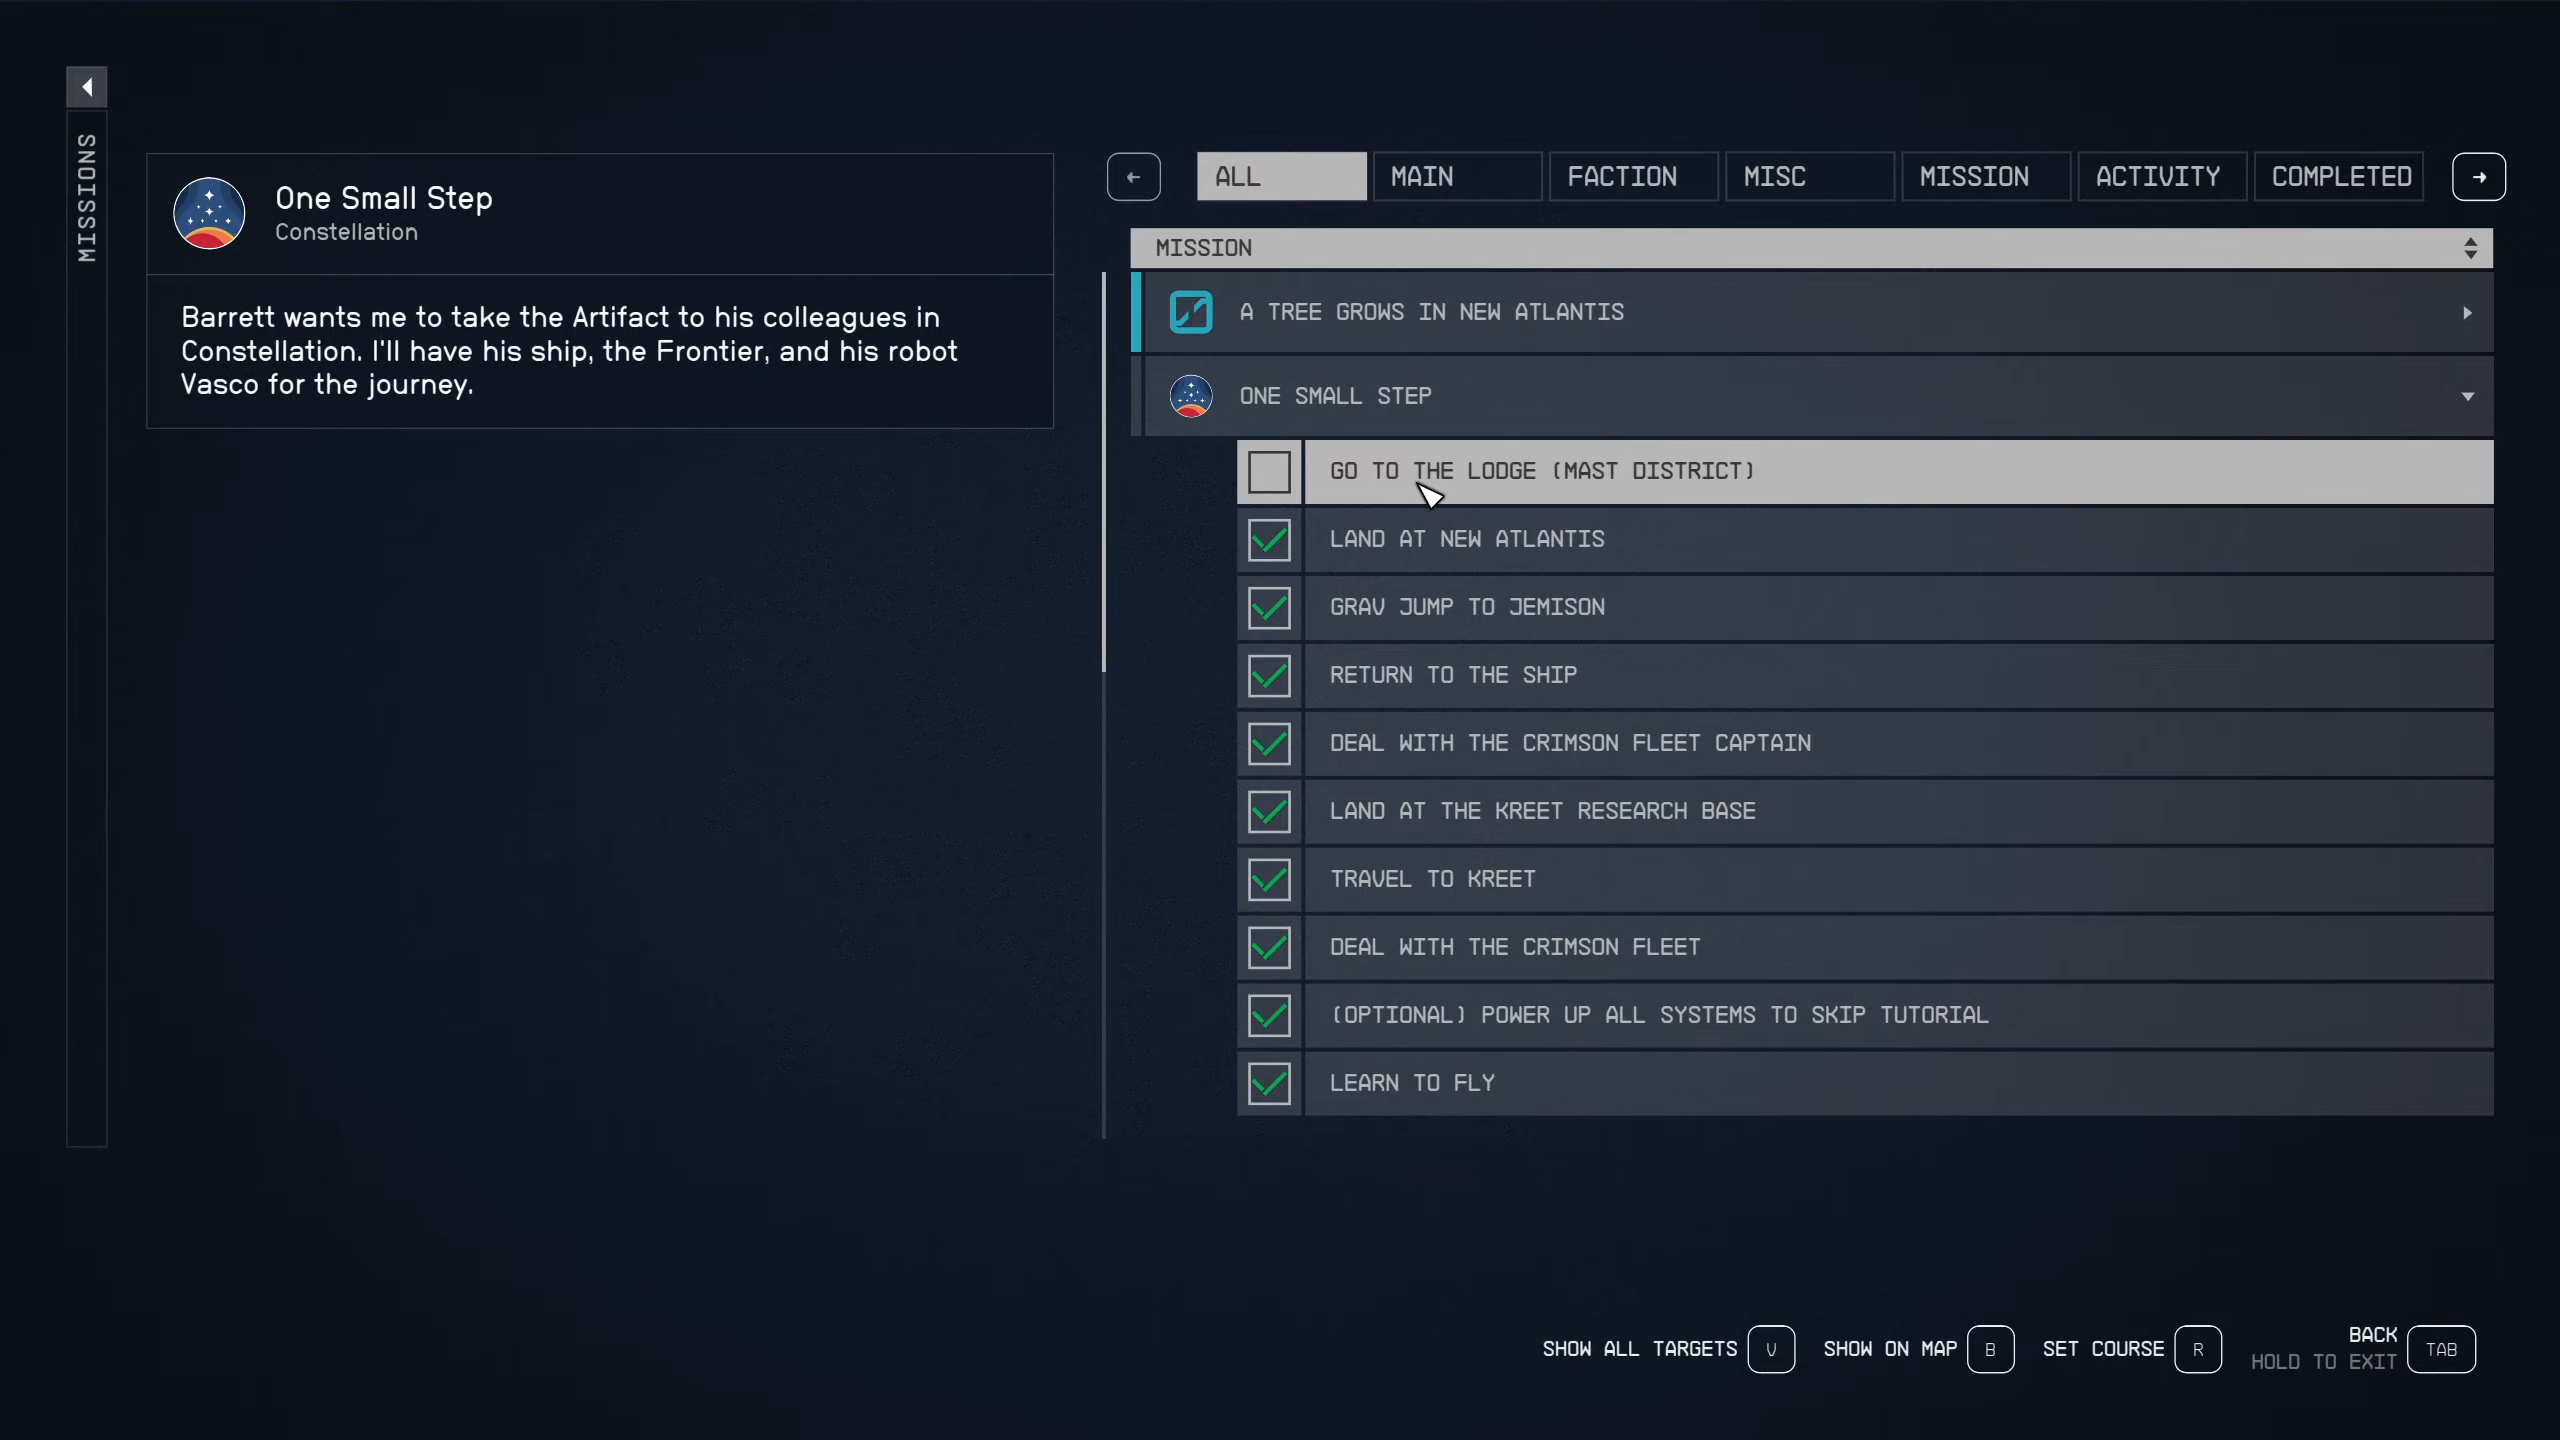 MISSIONS
One Small Step
Constellation
Barrett wants me to take the Artifact to his colleagues in
Constellation. I'll have his ship, the Frontier, and his robot
Vasco for the journey.
ALL
MAIN
FACTION
MISC
MISSION
ACTIVITY
COMPLETED
MISSION
A TREE GROWS IN NEW ATLANTIS
ONE SMALL STEP
GO TO THE LODGE (MAST DISTRICT)
LAND AT NEW ATLANTIS
GRAV JUMP TO JEMISON
RETURN TO THE SHIP
DEAL WITH THE CRIMSON FLEET CAPTAIN
LAND AT THE KREET RESEARCH BASE
TRAVEL TO KREET
DEAL WITH THE CRIMSON FLEET
(OPTIONAL) POWER UP ALL SYSTEMS TO SKIP TUTORIAL
LEARN TO FLY
SHOW ALL TARGETS V
SHOW ON MAP B
SET COURSE R
BACK
HOLD TO EXIT
TAB